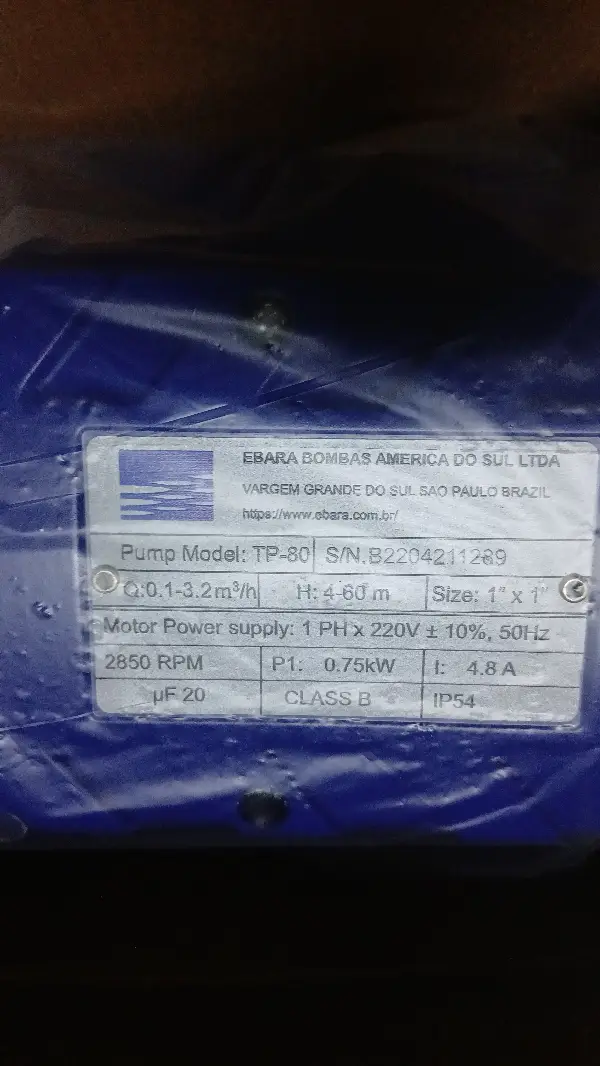 EBARA BOMBAS AMERICA DO SUL LTDA
VARGEM GRANDE DO SUL SAO PAULO BRAZIL
https://www.ebara.com.br/
Pump Model: TP-80 S/N.B2204211289
Q:0.1-3.2m³/h H: 4-60 m Size: 1" x 1"
Motor Power supply: 1 PH x 220V ± 10%, 50Hz
2850 RPM P1: 0.75kW I: 4.8 A
µF 20 CLASS B IP54